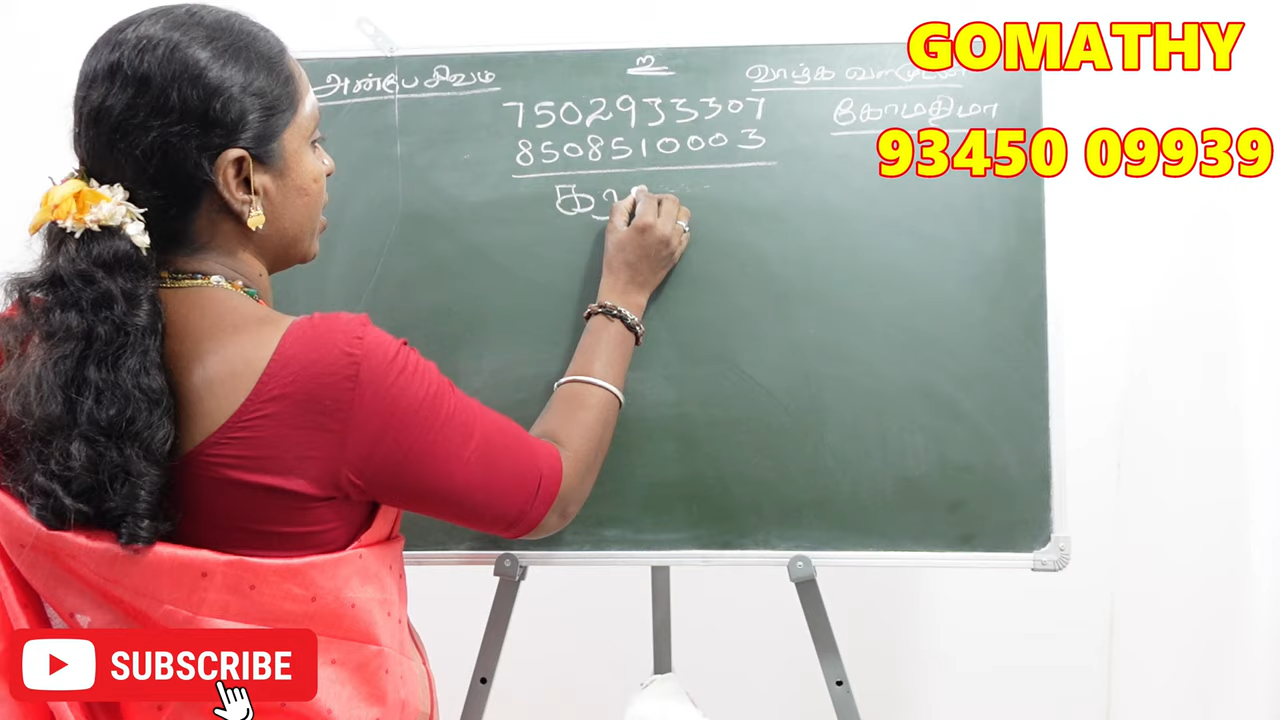 GOMATHY
93450 09939
உ
அன்பே சிவம்
வாழ்க வளமுடன்
கோமதிமா
7502933307
8508510003
SUBSCRIBE